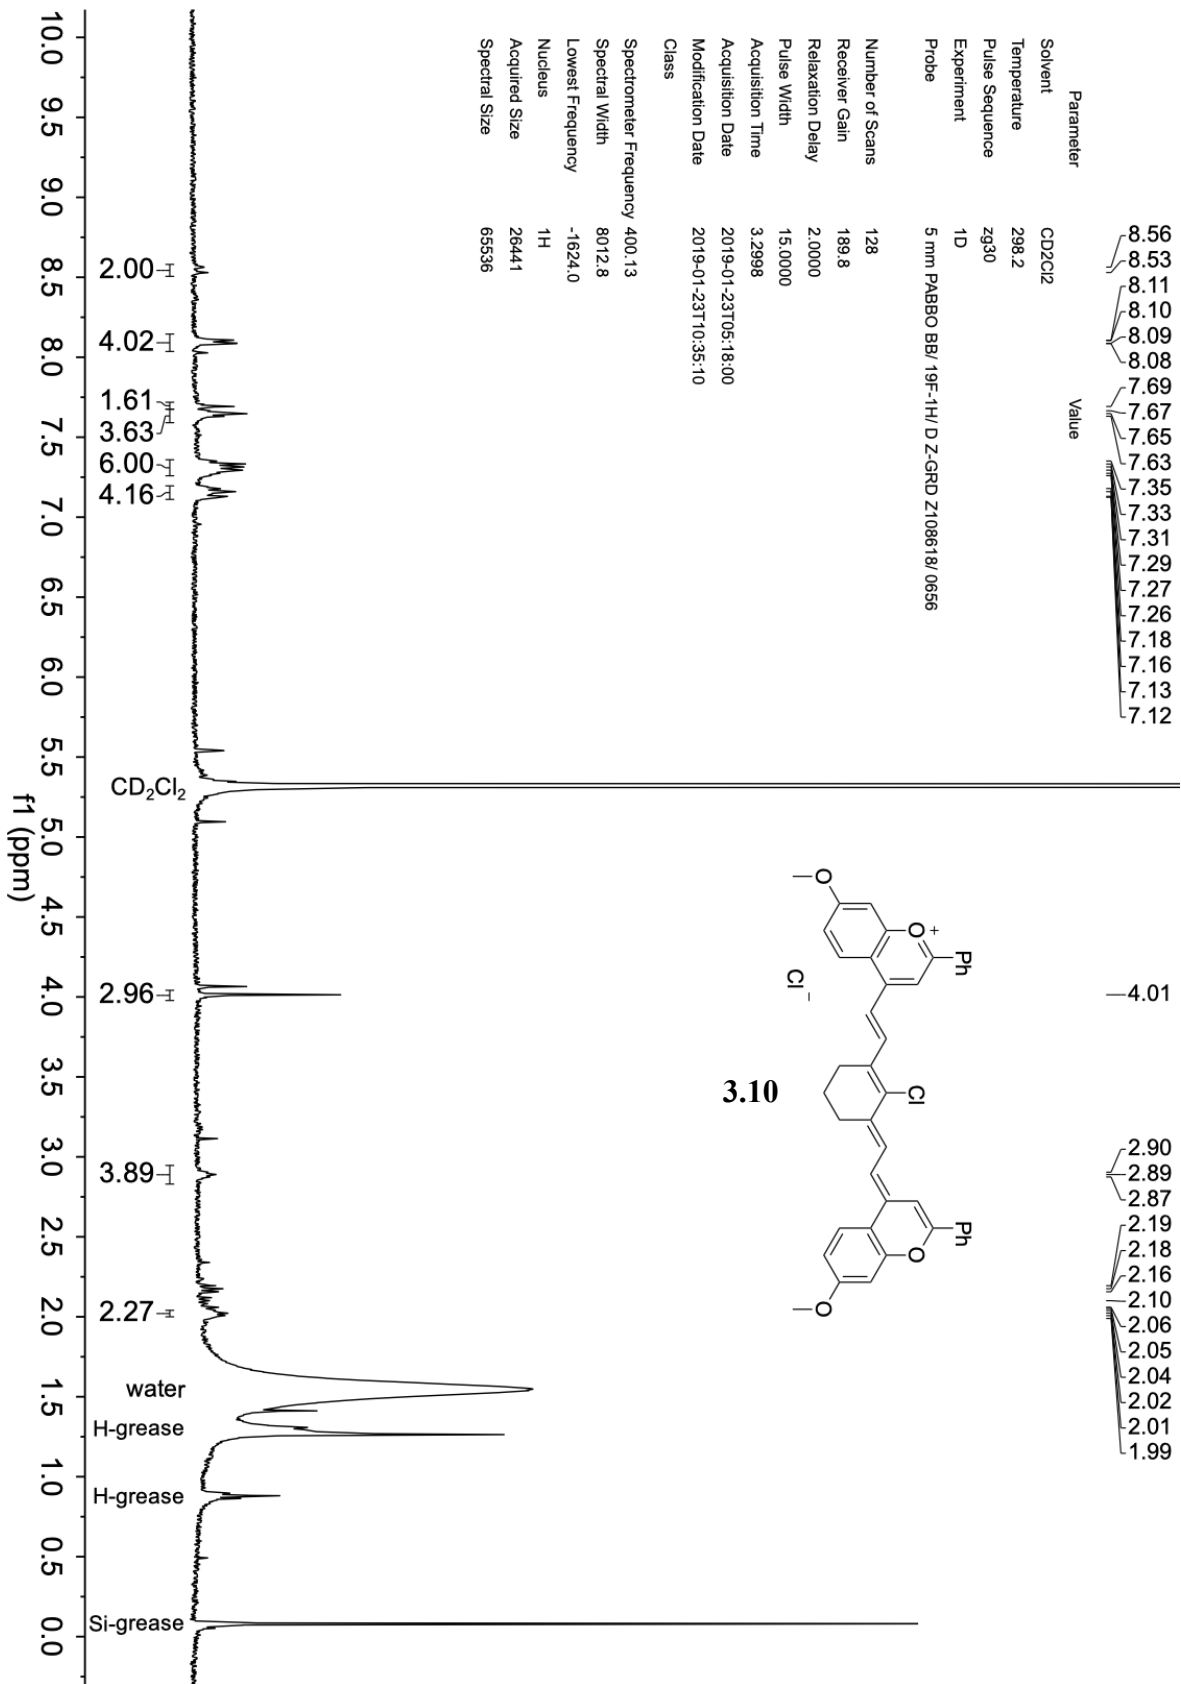 8.56
8.53
8.11
8.10
8.09
8.08
7.69
7.67
7.65
7.63
7.35
7.33
7.31
7.29
7.27
7.26
7.18
7.16
7.13
7.12
4.01
2.90
2.89
2.87
2.19
2.18
2.16
2.10
2.06
2.05
2.04
2.02
2.01
1.99
Parameter Value
Solvent CD2Cl2
Temperature 298.2
Pulse Sequence zg30
Experiment 1D
Probe 5 mm PABBO BB/ 19F-1H/ D Z-GRD Z108618/ 0656
Number of Scans 128
Receiver Gain 189.8
Relaxation Delay 2.0000
Pulse Width 15.0000
Acquisition Time 3.2998
Acquisition Date 2019-01-23T05:18:00
Modification Date 2019-01-23T10:35:10
Class
Spectrometer Frequency 400.13
Spectral Width 8012.8
Lowest Frequency -1624.0
Nucleus 1H
Acquired Size 26441
Spectral Size 65536
Ph
Ph
O+
O
Cl
O
O
Cl−
3.10
2.00
4.02
1.61
3.63
6.00
4.16
CD₂Cl₂
2.96
3.89
2.27
water
H-grease
H-grease
Si-grease
10.0 9.5 9.0 8.5 8.0 7.5 7.0 6.5 6.0 5.5 5.0 4.5 4.0 3.5 3.0 2.5 2.0 1.5 1.0 0.5 0.0
f1 (ppm)